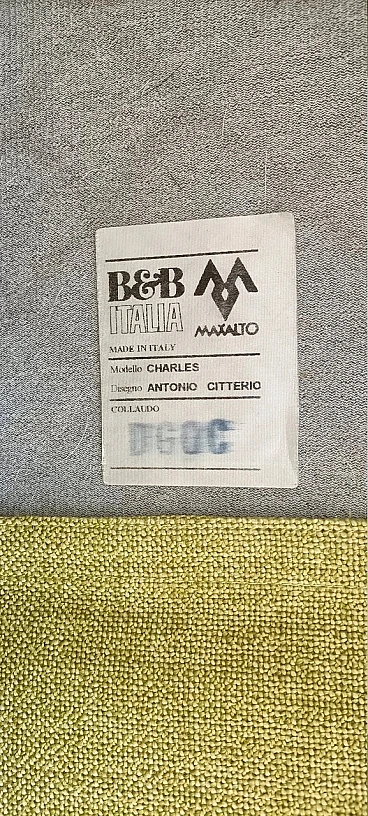 B&B
ITALIA
MAXALTO
MADE IN ITALY
Modello CHARLES
Disegno ANTONIO CITTERIO
COLLAUDO